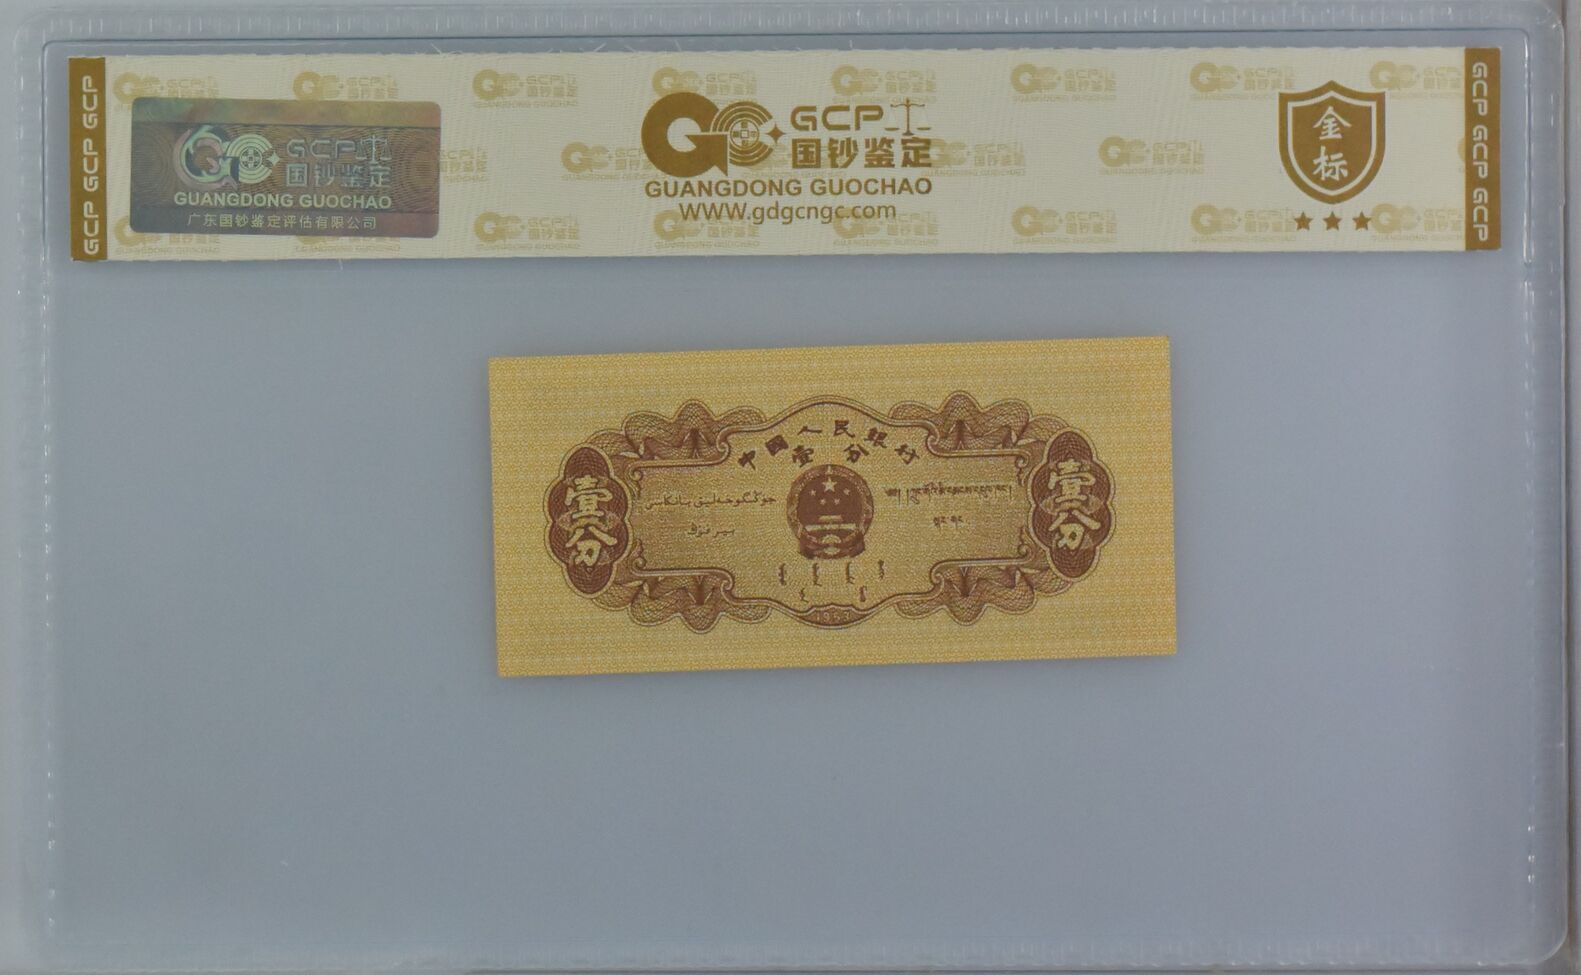 GCP GCP GCP
GCP 国钞鉴定
GUANGDONG GUOCHAO
广东国钞鉴定评估有限公司
GCP
国钞鉴定
GUANGDONG GUOCHAO
WWW.gdgcngc.com
金标
GCP GCP GCP
中国人民银行
壹分
壹分
壹分
1953